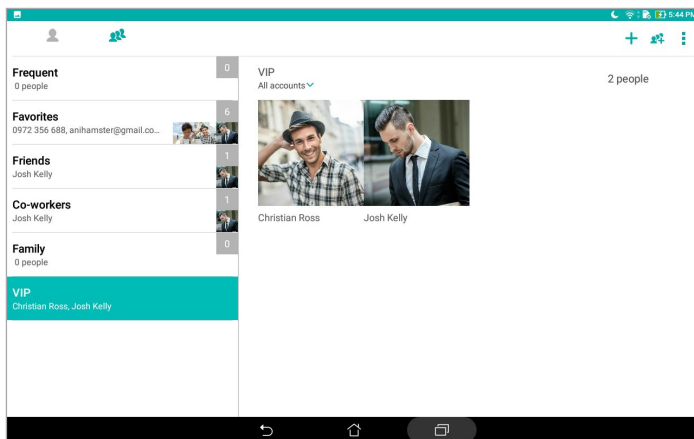 5:44 PM
Frequent
0
0 people
Favorites
6
0972 356 688, anihamster@gmail.co...
Friends
1
Josh Kelly
Co-workers
1
Josh Kelly
Family
0
0 people
VIP
Christian Ross, Josh Kelly
VIP
All accounts
2 people
Christian Ross
Josh Kelly